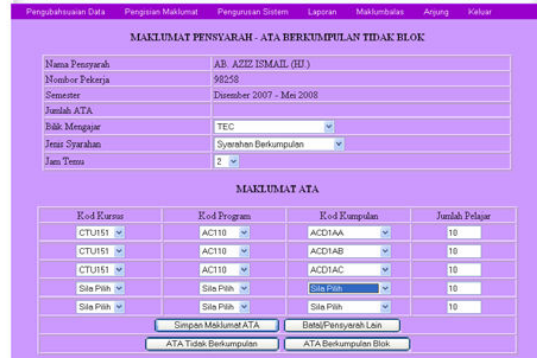 Pengubahsuaian Data Pengisian Maklumat Pengurusan Sistem Laporan Maklumbalas Anjung Keluar
MAKLUMAT PENSYARAH - ATA BERKUMPULAN TIDAK BLOK
Nama Pensyarah AB. AZIZ ISMAIL (HJ.)
Nombor Pekerja 98258
Semester Disember 2007 - Mei 2008
Jumlah ATA
Bilik Mengajar TEC
Jenis Syarahan Syarahan Berkumpulan
Jam Temu 2
MAKLUMAT ATA
Kod Kursus Kod Program Kod Kumpulan Jumlah Pelajar
CTU151 AC110 ACD1AA 10
CTU151 AC110 ACD1AB 10
CTU151 AC110 ACD1AC 10
Sila Pilih Sila Pilih Sila Pilih 10
Sila Pilih Sila Pilih Sila Pilih 10
Simpan Maklumat ATA Batal/Pensyarah Lain
ATA Tidak Berkumpulan ATA Berkumpulan Blok